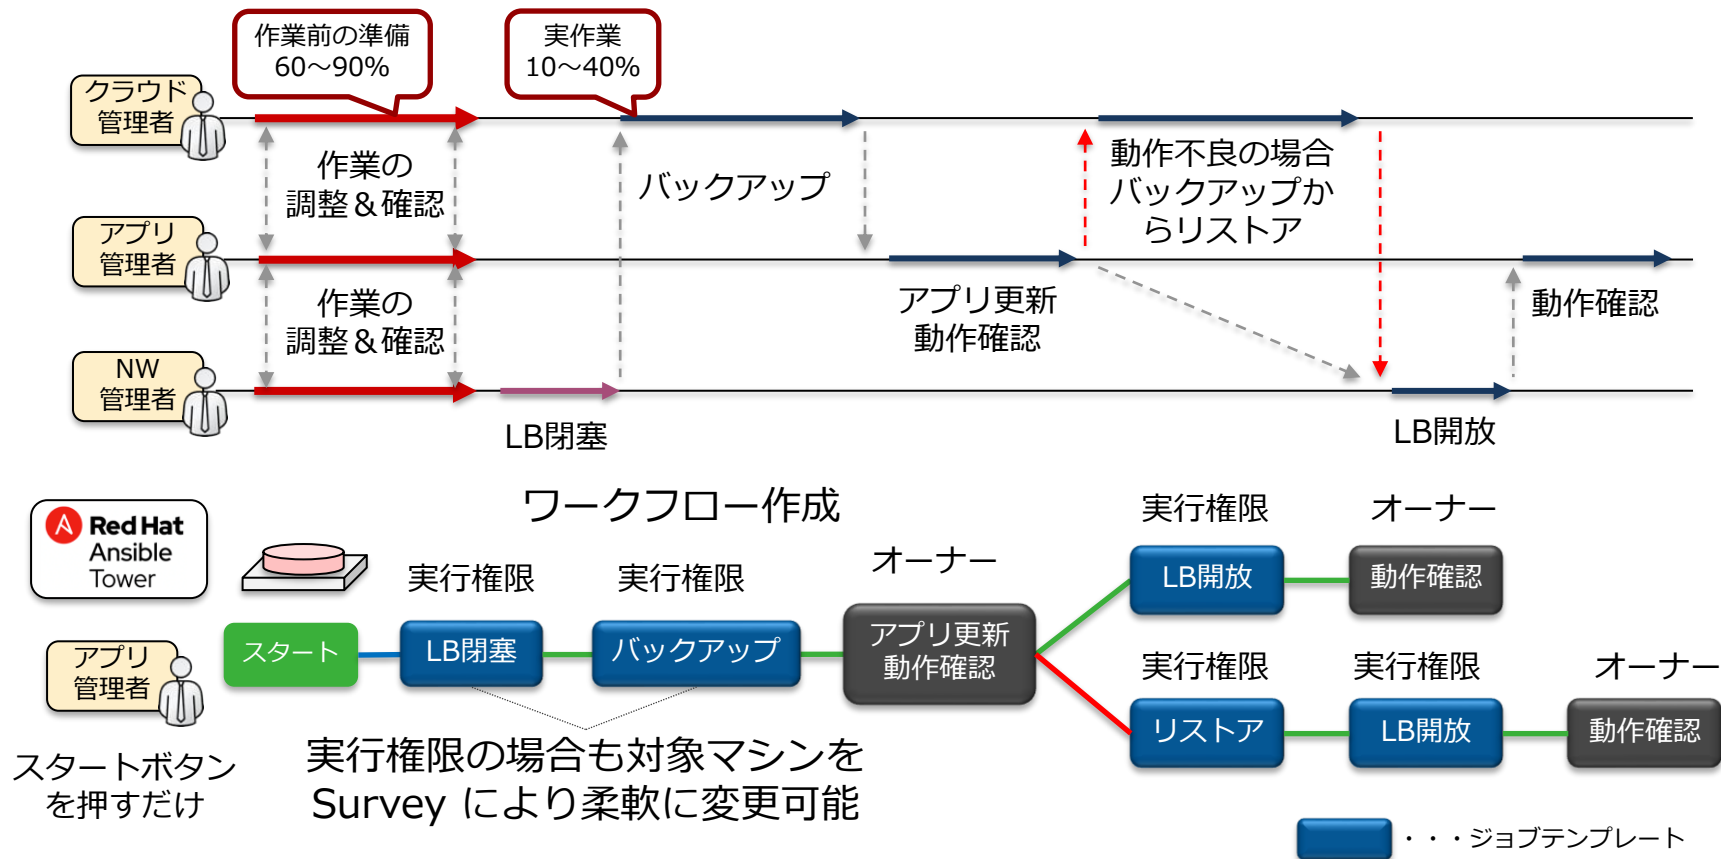 作業前の準備
60～90%
実作業
10～40%
クラウド
管理者
作業の
調整＆確認
バックアップ
動作不良の場合
バックアップか
らリストア
アプリ
管理者
作業の
調整＆確認
アプリ更新
動作確認
動作確認
NW
管理者
LB閉塞
LB開放
ワークフロー作成
Red Hat
Ansible
Tower
実行権限
実行権限
オーナー
実行権限
オーナー
LB開放
動作確認
アプリ
管理者
スタート
LB閉塞
バックアップ
アプリ更新
動作確認
実行権限
実行権限
オーナー
リストア
LB開放
動作確認
スタートボタン
を押すだけ
実行権限の場合も対象マシンを
Survey により柔軟に変更可能
・・・ジョブテンプレート